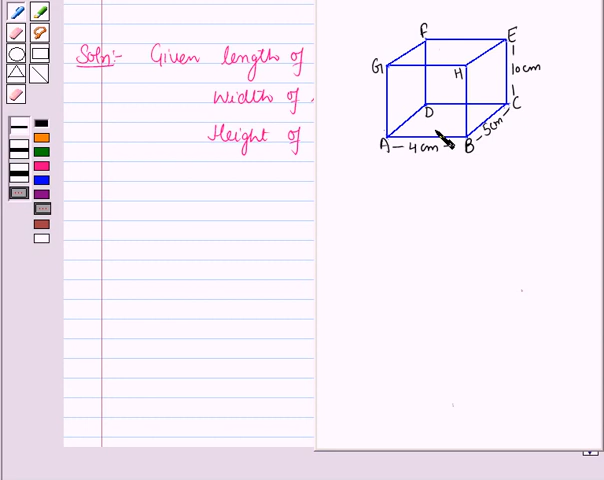 Soln:- Given length of
Width of
Height of
F
E
G
H
10cm
D
C
5cm
A
4cm
B